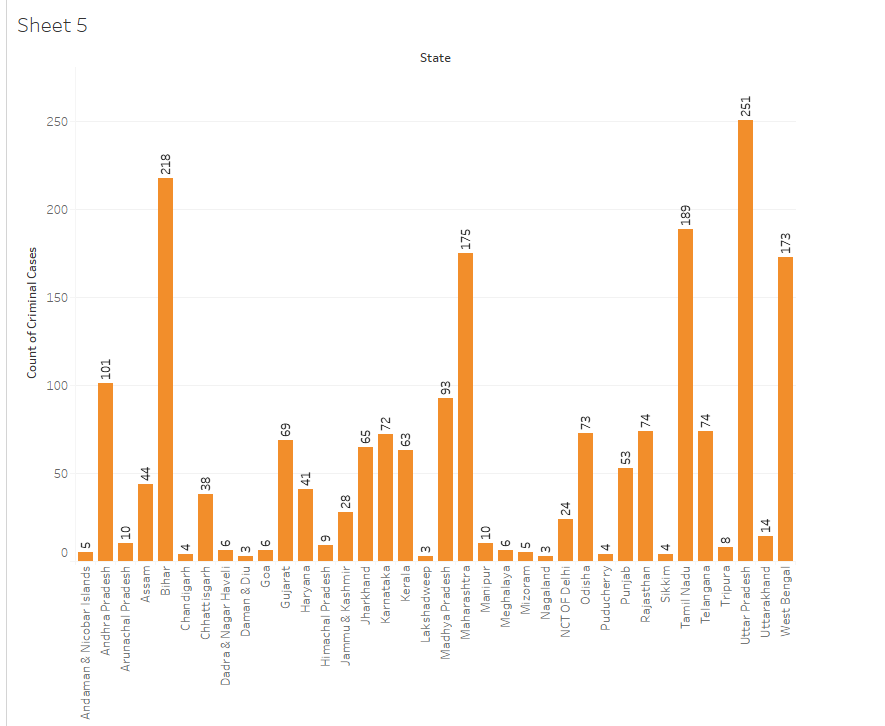 Sheet 5
State
Count of Criminal Cases
250
200
150
100
50
0
5
101
10
44
218
4
38
6
3
6
69
41
9
28
65
72
63
3
93
175
10
6
5
3
24
73
4
53
74
4
189
74
8
251
14
173
Andaman & Nicobar Islands
Andhra Pradesh
Arunachal Pradesh
Assam
Bihar
Chandigarh
Chhattisgarh
Dadra & Nagar Haveli
Daman & Diu
Goa
Gujarat
Haryana
Himachal Pradesh
Jammu & Kashmir
Jharkhand
Karnataka
Kerala
Lakshadweep
Madhya Pradesh
Maharashtra
Manipur
Meghalaya
Mizoram
Nagaland
NCT OF Delhi
Odisha
Puducherry
Punjab
Rajasthan
Sikkim
Tamil Nadu
Telangana
Tripura
Uttar Pradesh
Uttarakhand
West Bengal